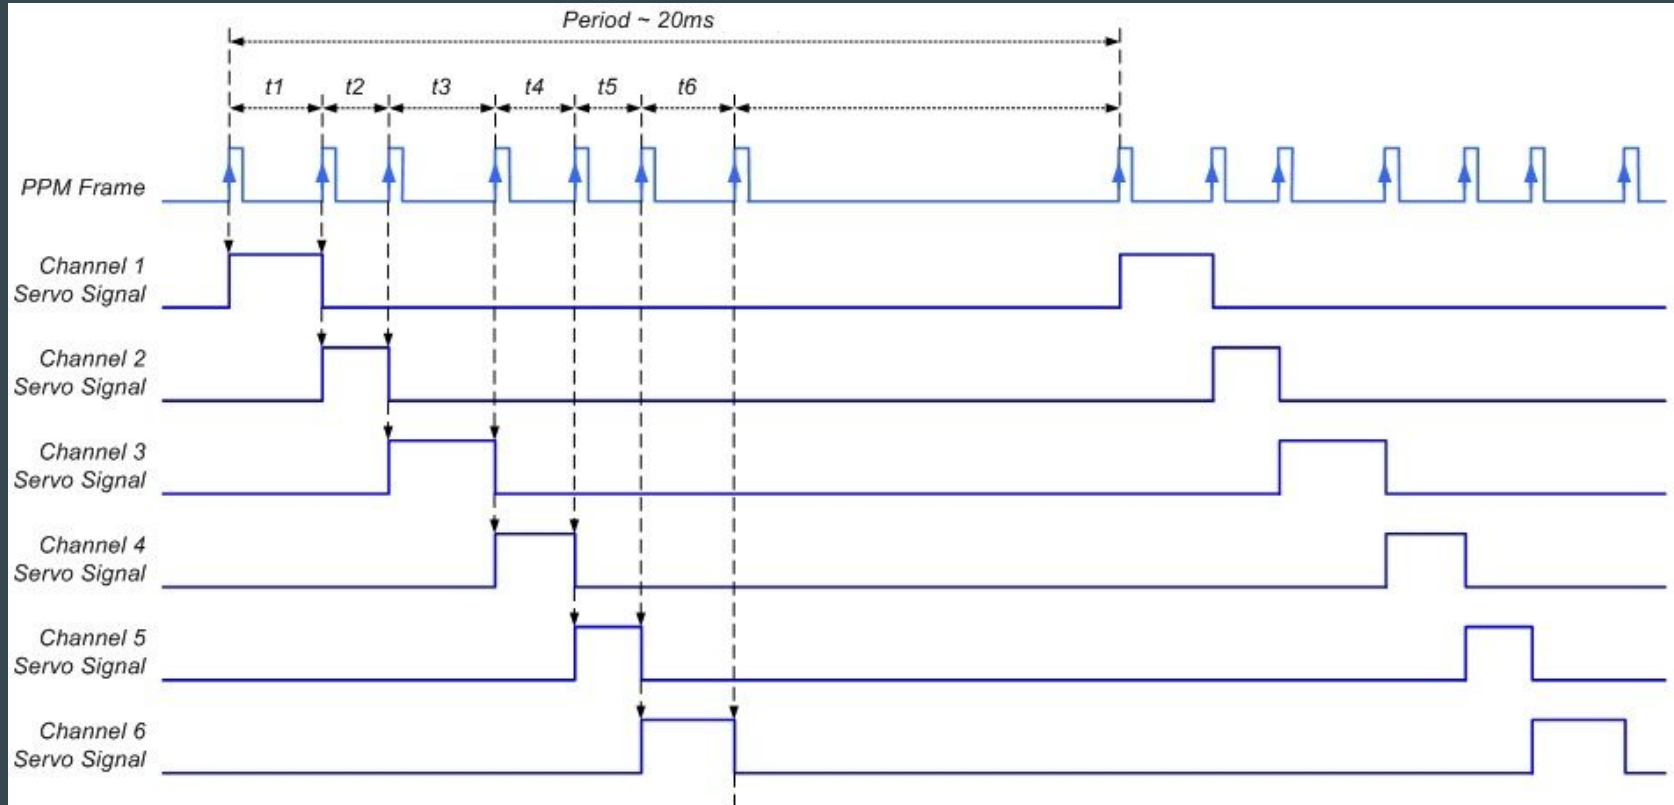 Period ~ 20ms
t1 t2 t3 t4 t5 t6
PPM Frame
Channel 1
Servo Signal
Channel 2
Servo Signal
Channel 3
Servo Signal
Channel 4
Servo Signal
Channel 5
Servo Signal
Channel 6
Servo Signal